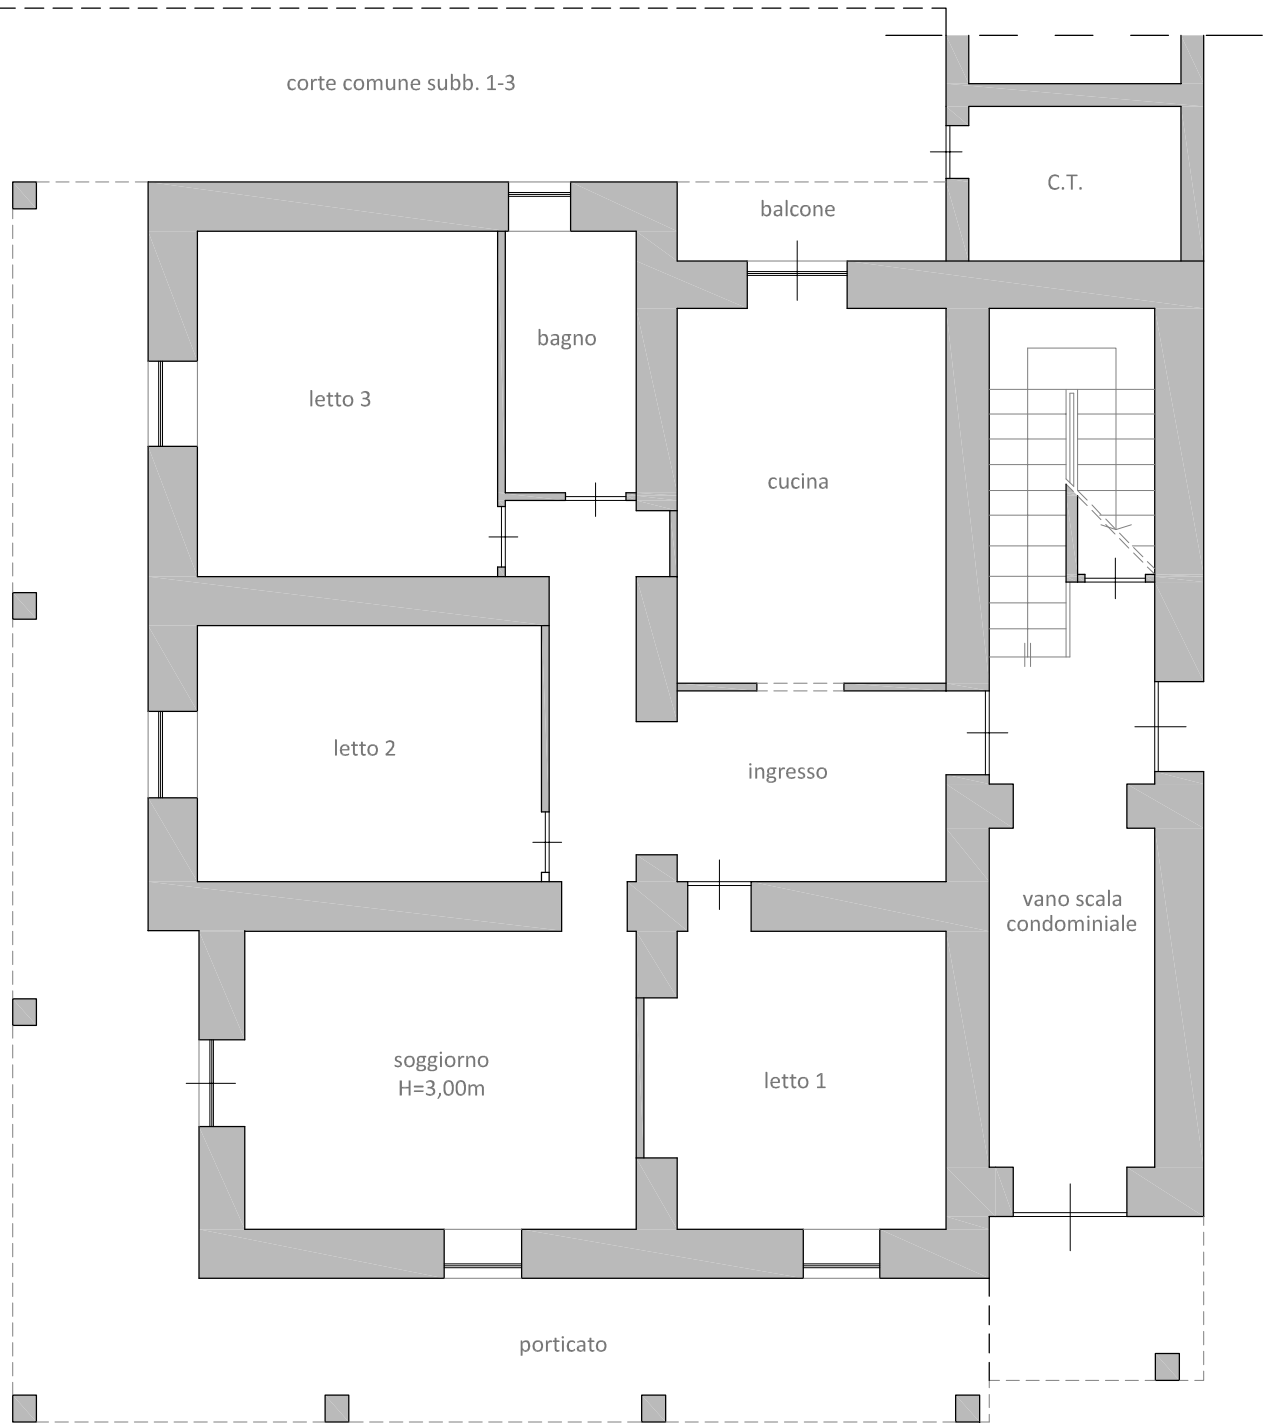 corte comune subb. 1-3
C.T.
balcone
bagno
letto 3
cucina
letto 2
ingresso
vano scala
condominiale
soggiorno
H=3,00m
letto 1
porticato